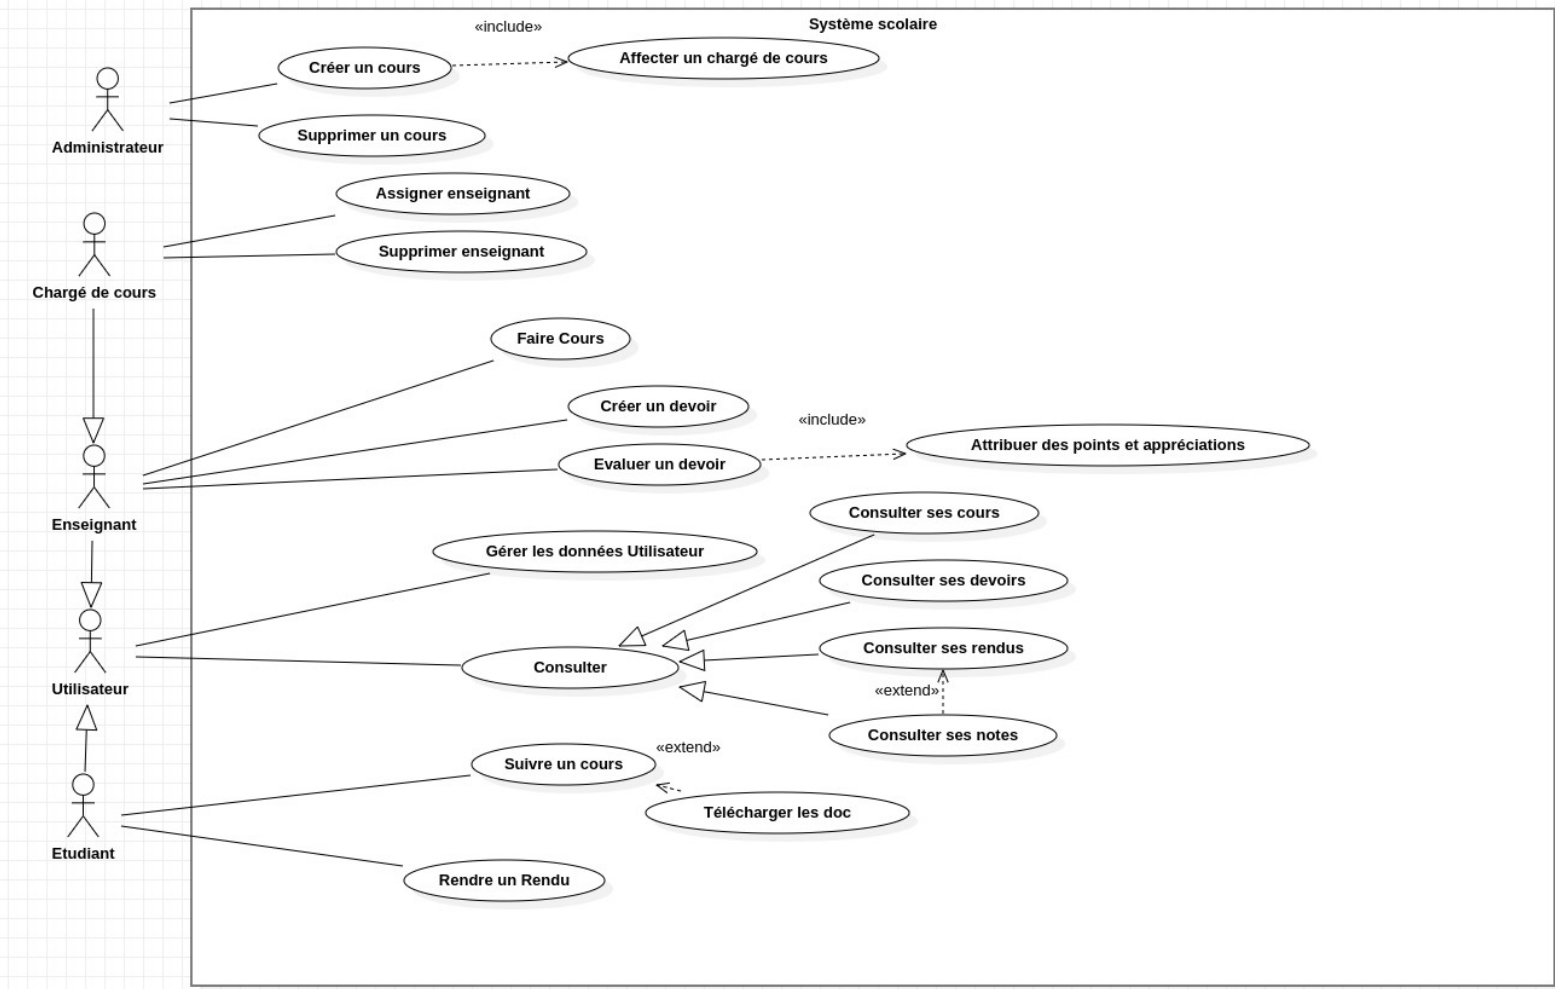 Système scolaire
«include»
Créer un cours
Affecter un chargé de cours
Supprimer un cours
Administrateur
Assigner enseignant
Supprimer enseignant
Chargé de cours
Faire Cours
Créer un devoir
«include»
Evaluer un devoir
Attribuer des points et appréciations
Consulter ses cours
Enseignant
Gérer les données Utilisateur
Consulter ses devoirs
Consulter ses rendus
Consulter
Utilisateur
«extend»
Consulter ses notes
«extend»
Suivre un cours
Télécharger les doc
Etudiant
Rendre un Rendu